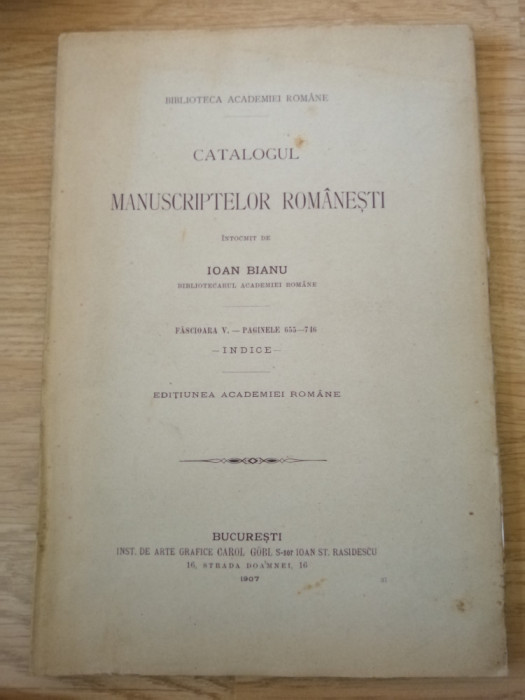 BIBLIOTECA ACADEMIEI ROMÂNE
CATALOGUL
MANUSCRIPTELOR ROMÂNEȘTI
ÎNTOCMIT DE
IOAN BIANU
BIBLIOTECARUL ACADEMIEI ROMÂNE
FĂSCIOARA V. — PAGINELE 655—746
—INDICE—
EDIȚIUNEA ACADEMIEI ROMÂNE
BUCUREȘTI
INST. DE ARTE GRAFICE CAROL GÖBL S-sor IOAN ST. RASIDESCU
16, STRADA DOAMNEI, 16
1907